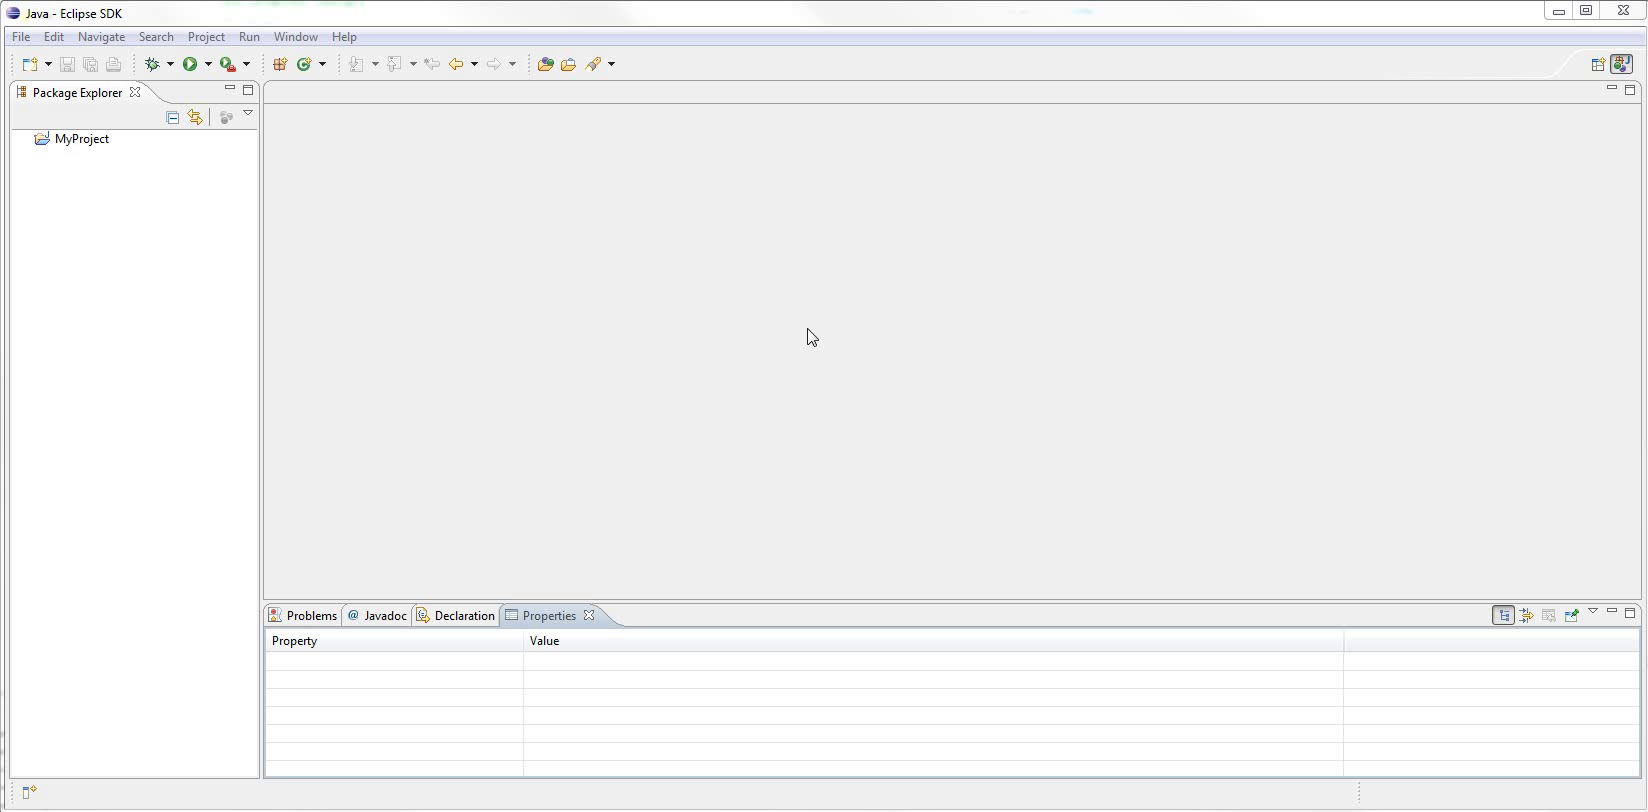 Java - Eclipse SDK
File Edit Navigate Search Project Run Window Help
Package Explorer
MyProject
Problems @ Javadoc Declaration Properties
Property Value